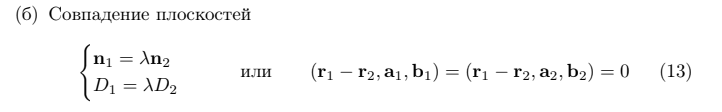 (б) Совпадение плоскостей
{ n₁ = λn₂
D₁ = λD₂ или (r₁ − r₂, a₁, b₁) = (r₁ − r₂, a₂, b₂) = 0 (13)